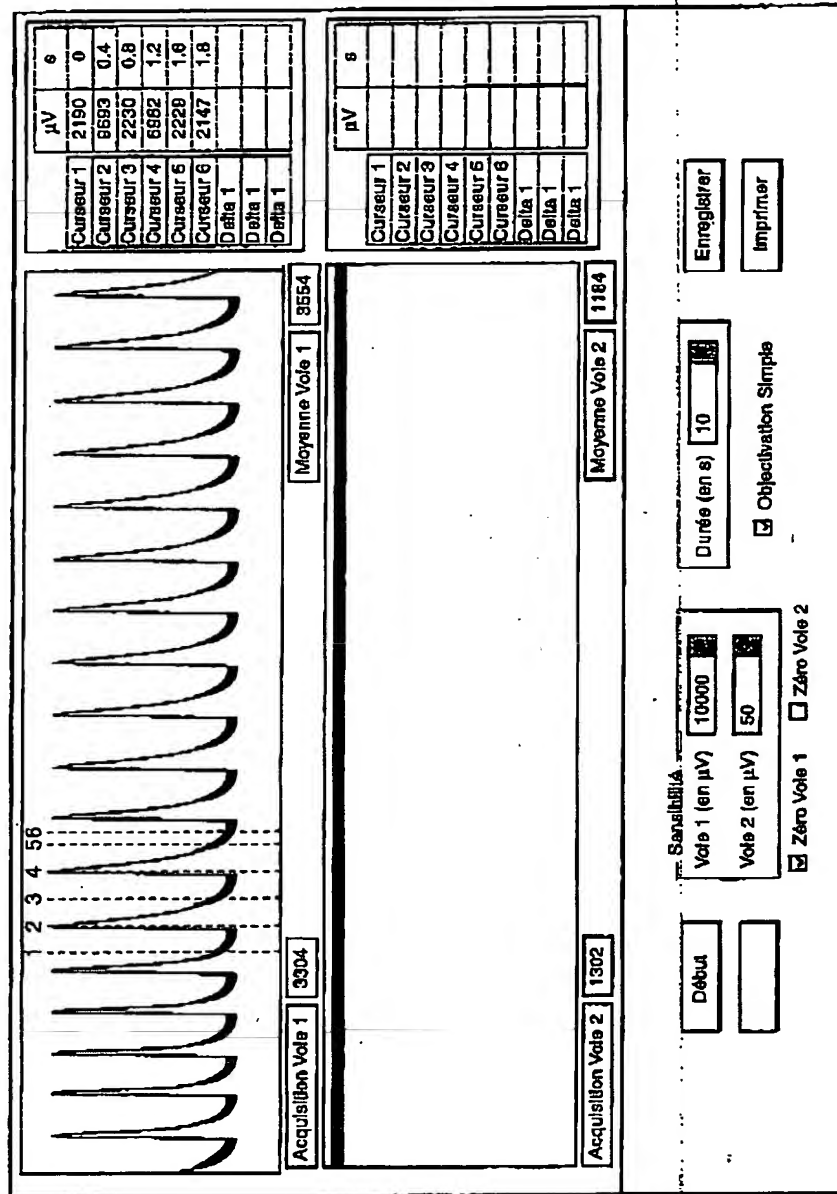 1 2 3 4 56
µV s
Curseur 1 2190 0
Curseur 2 9693 0.4
Curseur 3 2230 0.8
Curseur 4 6982 1.2
Curseur 5 2229 1.6
Curseur 6 2147 1.8
Delta 1
Delta 1
Delta 1
Acquisition Voie 1 3304 Moyenne Voie 1 3554
µV s
Curseur 1
Curseur 2
Curseur 3
Curseur 4
Curseur 5
Curseur 6
Delta 1
Delta 1
Delta 1
Acquisition Voie 2 1302 Moyenne Voie 2 1184
Début
Sensibilité
Voie 1 (en µV) 10000
Voie 2 (en µV) 50
Zéro Voie 1 Zéro Voie 2
Durée (en s) 10
Objectivation Simple
Enregistrer
Imprimer